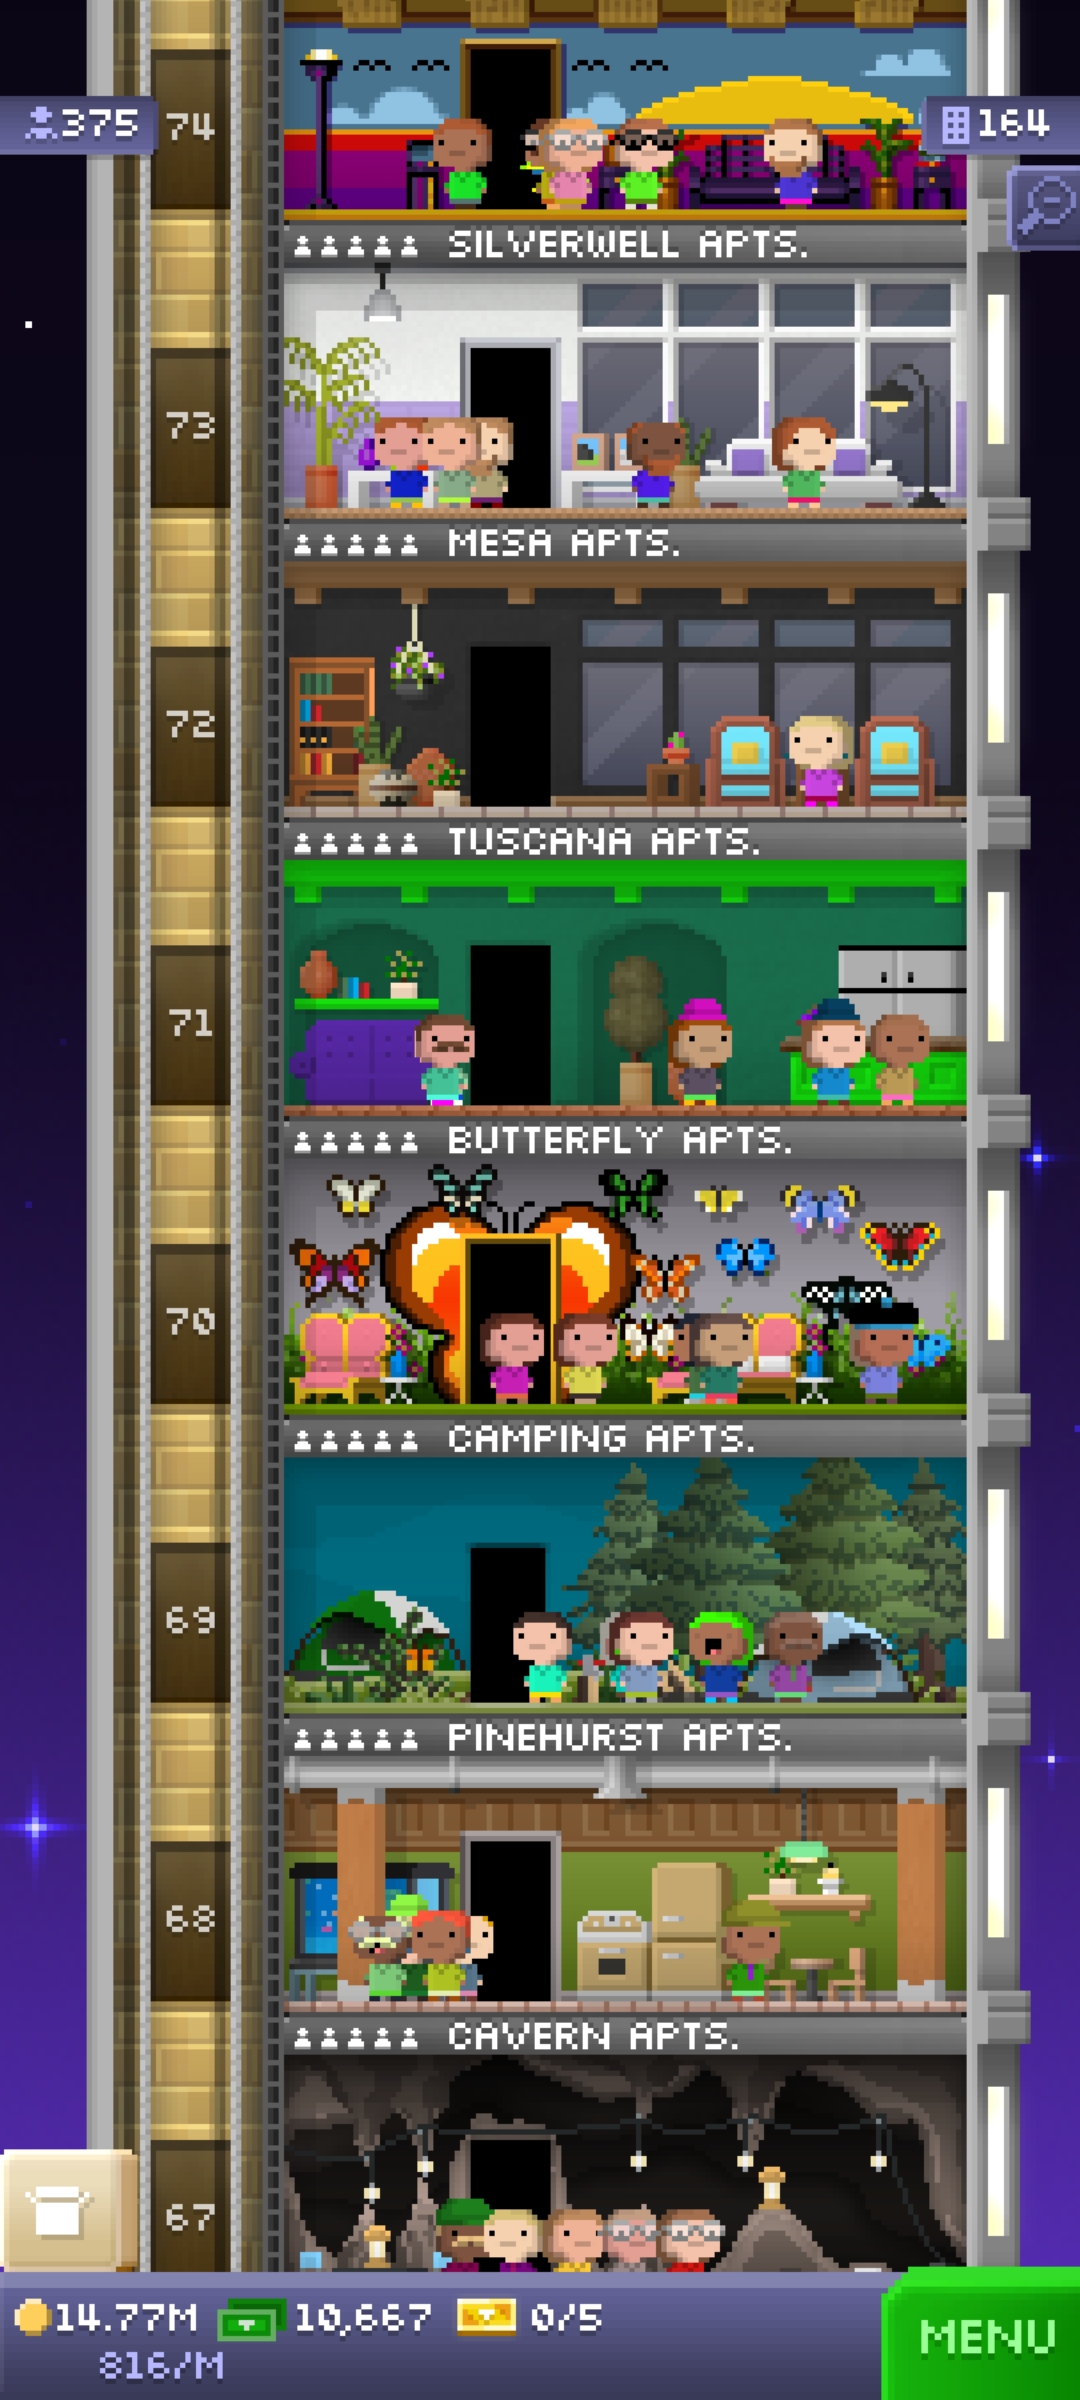 375
74
164
SILVERWELL APTS.
73
MESA APTS.
72
TUSCANA APTS.
71
BUTTERFLY APTS.
70
CAMPING APTS.
69
PINEHURST APTS.
68
CAVERN APTS.
67
14.77M 10,667 0/5
816/M
MENU